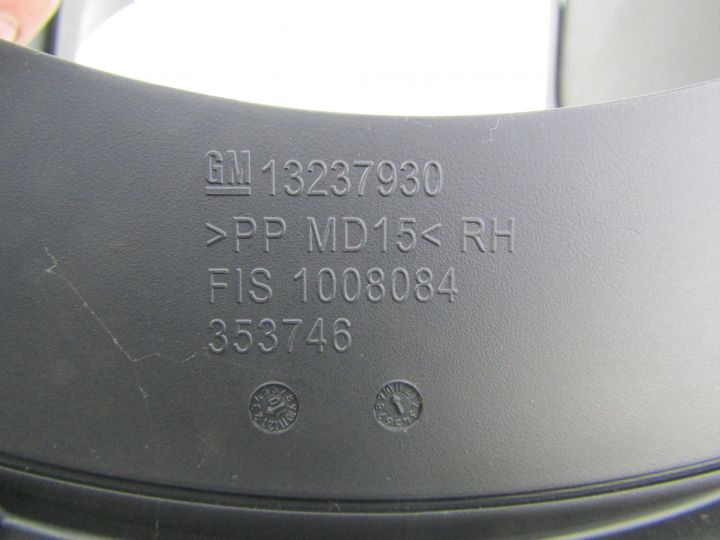 GM 13237930
>PP MD15< RH
FIS 1008084
353746